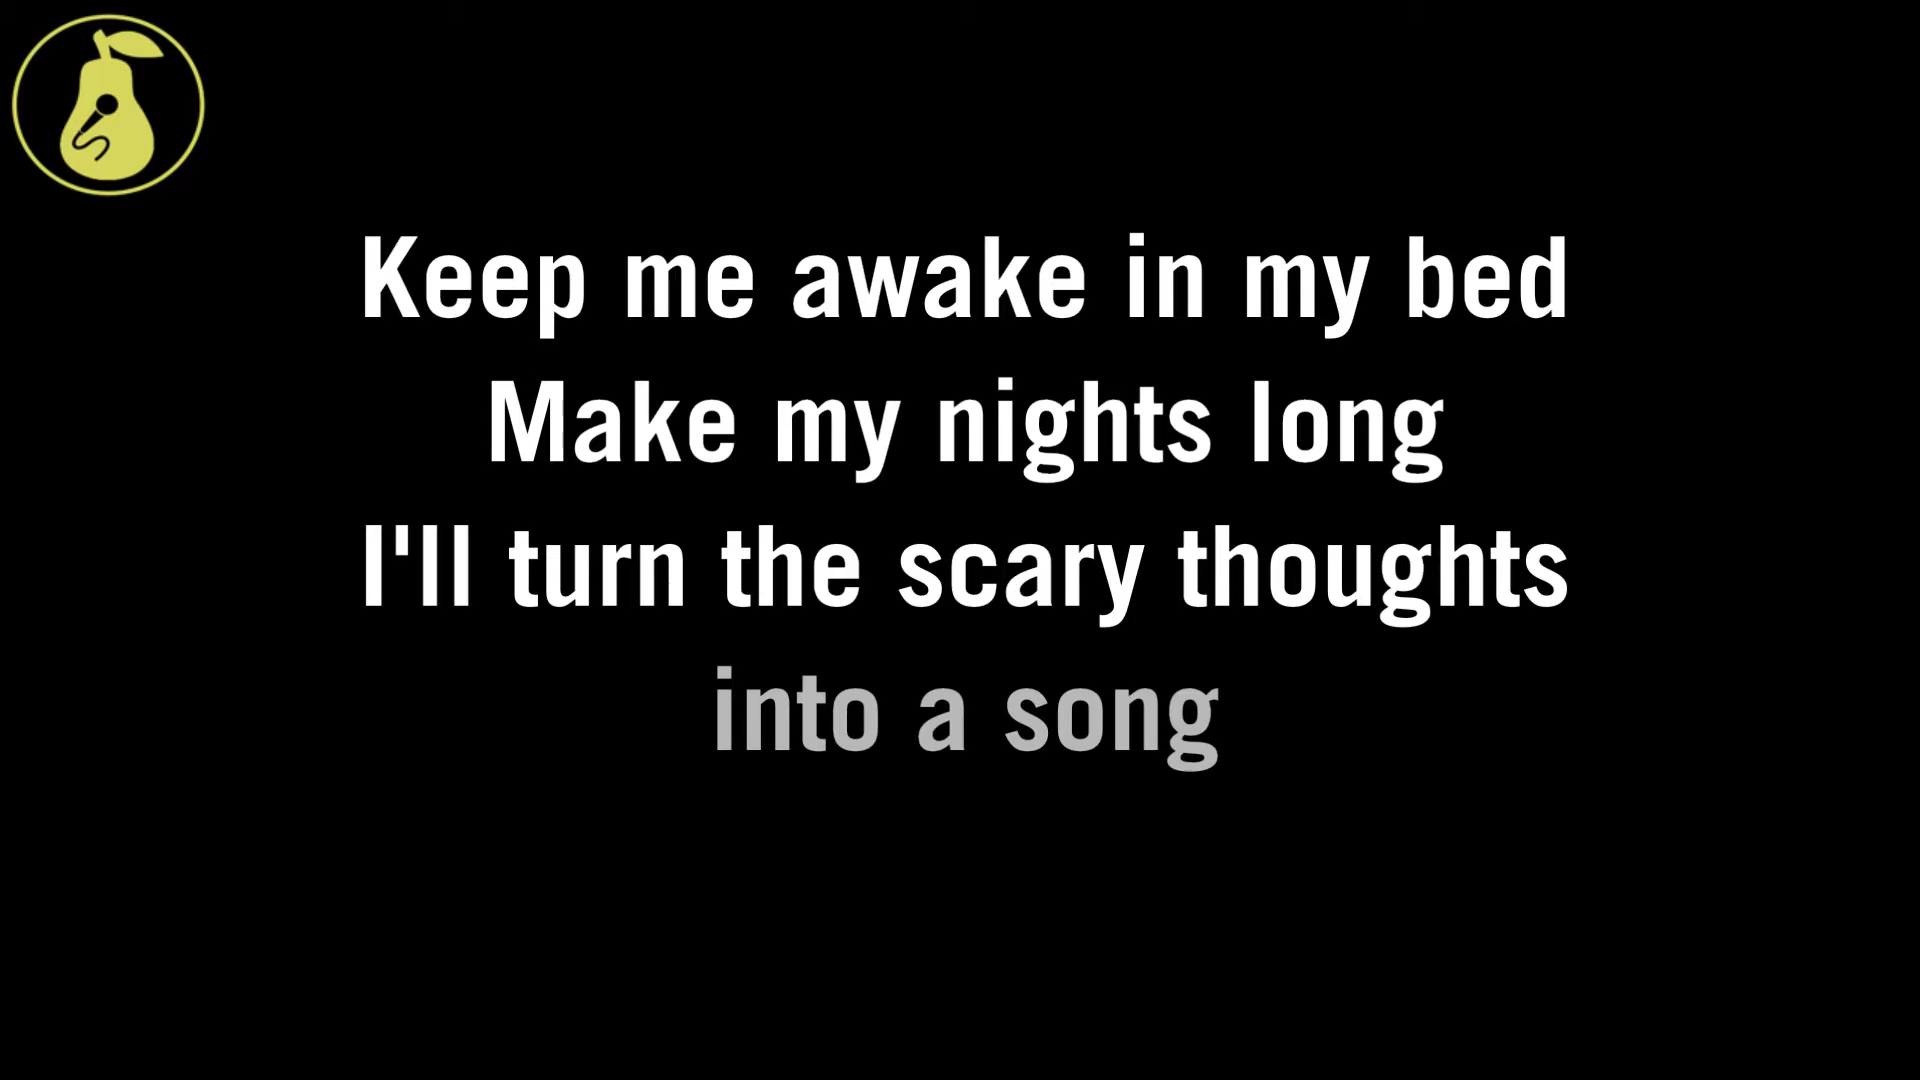 Keep me awake in my bed
Make my nights long
I'll turn the scary thoughts
into a song